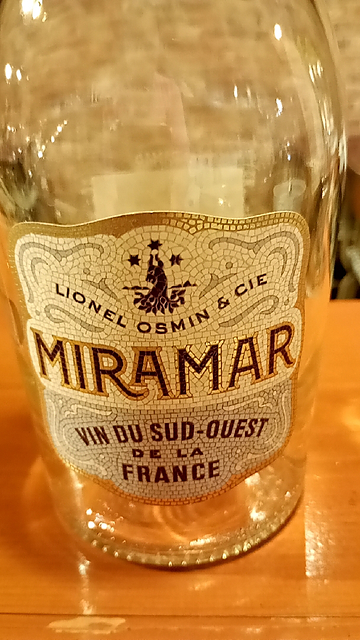 LIONEL OSMIN & CIE
MIRAMAR
VIN DU SUD-OUEST
DE LA
FRANCE